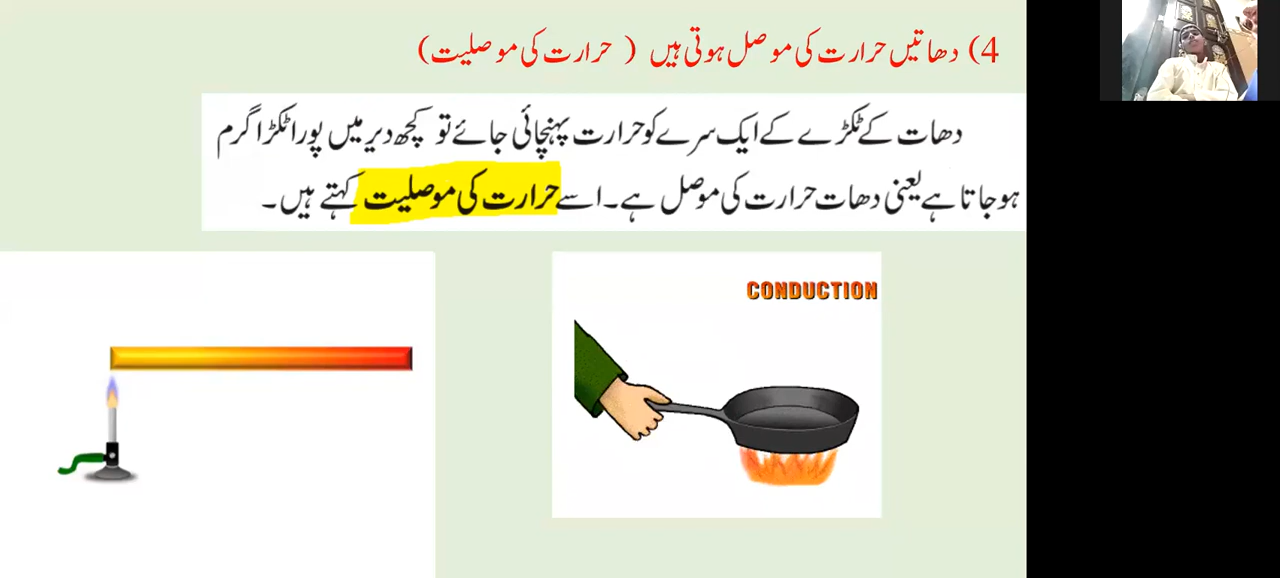 4) دھاتیں حرارت کی موصل ہوتی ہیں ( حرارت کی موصلیت)
دھات کے ٹکڑے کے ایک سرے کو حرارت پہنچائی جائے تو کچھ دیر میں پورا ٹکڑا گرم
ہو جاتا ہے یعنی دھات حرارت کی موصل ہے۔ اسے حرارت کی موصلیت کہتے ہیں۔
CONDUCTION